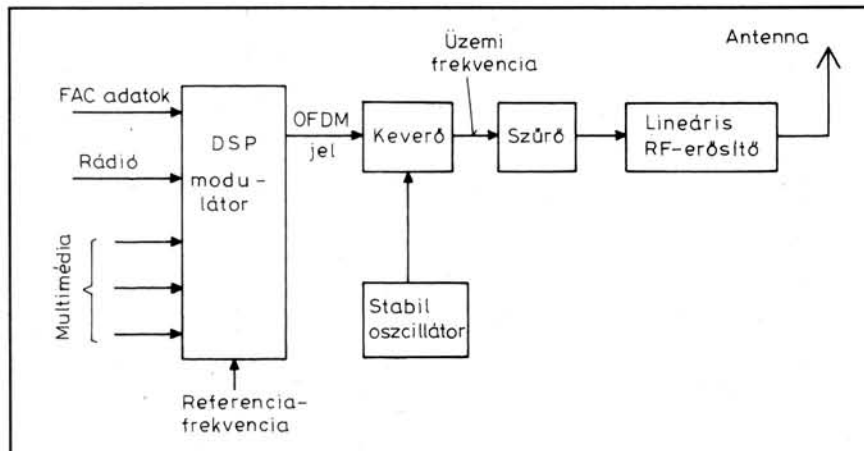 FAC adatok
Rádió
Multimédia
DSP
modu-
látor
Referencia-
frekvencia
OFDM
jel
Keverő
Stabil
oszcillátor
Üzemi
frekvencia
Szűrő
Lineáris
RF-erősítő
Antenna